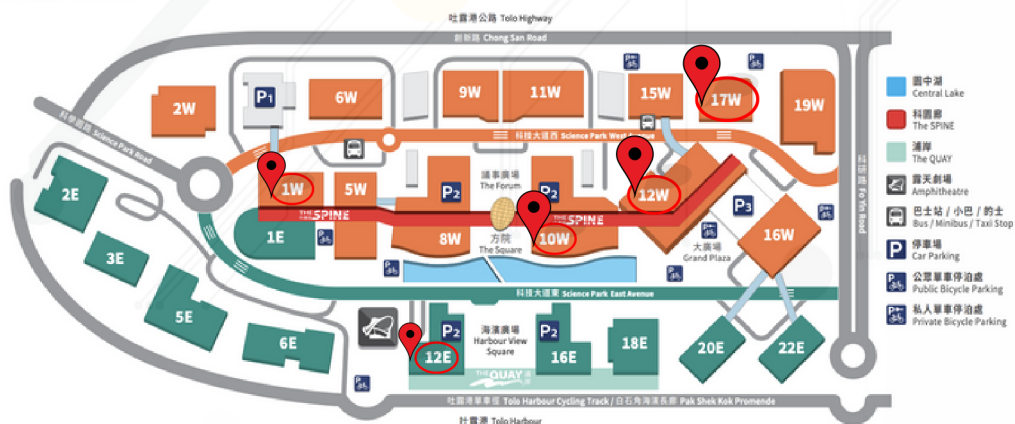 吐露港公路 Tolo Highway
創新路 Chong San Road
2W
P1
6W
9W
11W
15W
17W
19W
科學園路 Science Park Road
科技大道西 Science Park West Avenue
科技路 Fo Yin Road
1W
5W
P2
議事廣場
The Forum
P2
12W
P3
THE SPINE
THE SPINE
1E
8W
方院
The Square
10W
大廣場
Grand Plaza
16W
2E
3E
5E
6E
科技大道東 Science Park East Avenue
P2
12E
海濱廣場
Harbour View
Square
P2
16E
18E
20E
22E
THE QUAY 浦岸
吐露港單車徑 Tolo Harbour Cycling Track / 白石角海濱長廊 Pak Shek Kok Promende
吐露港 Tolo Harbour
園中湖
Central Lake
科園廊
The SPINE
浦岸
The QUAY
露天劇場
Amphitheatre
巴士站 / 小巴 / 的士
Bus / Minibus / Taxi Stop
P
停車場
Car Parking
P
公眾單車停泊處
Public Bicycle Parking
P
私人單車停泊處
Private Bicycle Parking